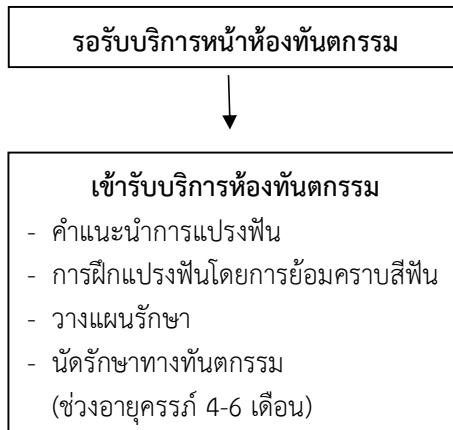 รอรับบริการหน้าห้องทันตกรรม
เข้ารับบริการห้องทันตกรรม
- คำแนะนำการแปรงฟัน
- การฝึกแปรงฟันโดยการย้อมคราบสีฟัน
- วางแผนรักษา
- นัดรักษาทางทันตกรรม
(ช่วงอายุครรภ์ 4-6 เดือน)